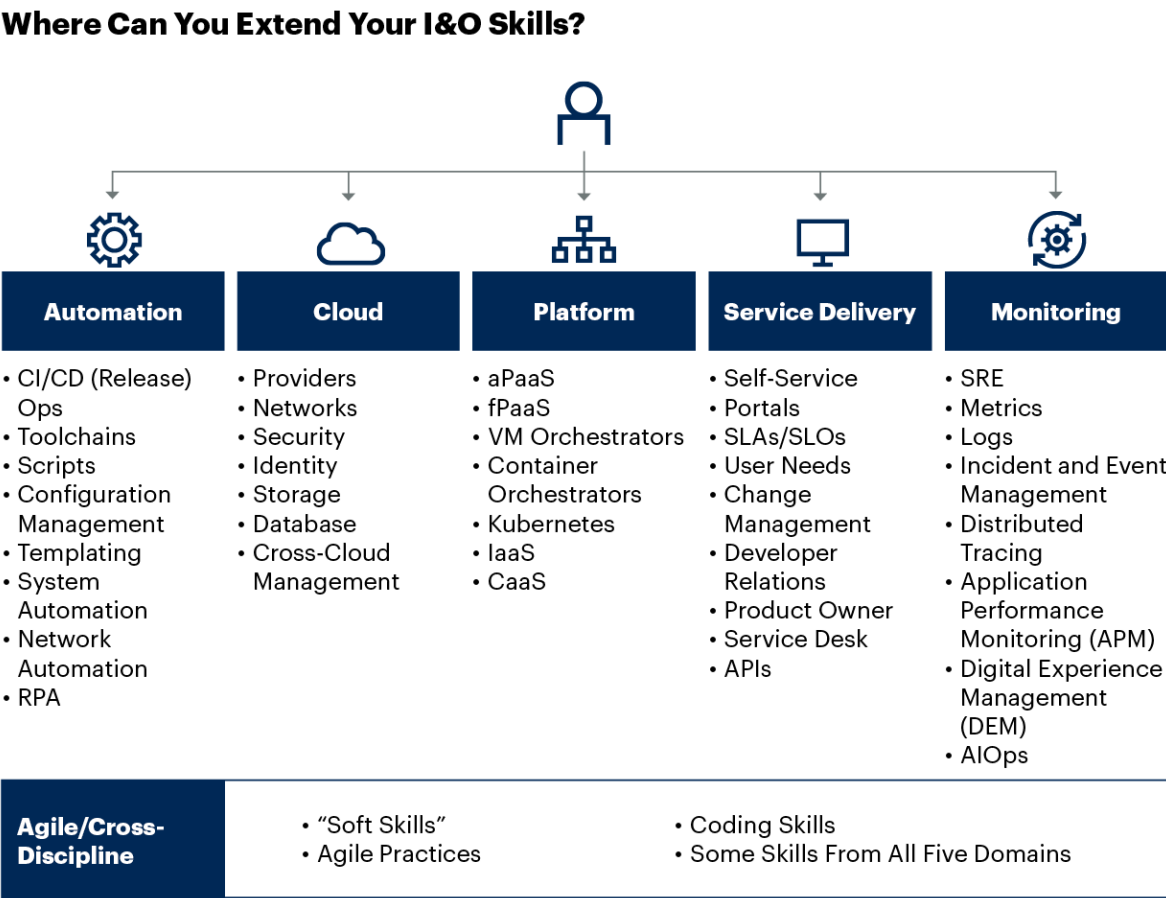 Where Can You Extend Your I&O Skills?
Automation
• CI/CD (Release)
Ops
• Toolchains
• Scripts
• Configuration
Management
• Templating
• System
Automation
• Network
Automation
• RPA
Cloud
• Providers
• Networks
• Security
• Identity
• Storage
• Database
• Cross-Cloud
Management
Platform
• aPaaS
• fPaaS
• VM Orchestrators
• Container
Orchestrators
• Kubernetes
• IaaS
• CaaS
Service Delivery
• Self-Service
• Portals
• SLAs/SLOs
• User Needs
• Change
Management
• Developer
Relations
• Product Owner
• Service Desk
• APIs
Monitoring
• SRE
• Metrics
• Logs
• Incident and Event
Management
• Distributed
Tracing
• Application
Performance
Monitoring (APM)
• Digital Experience
Management
(DEM)
• AIOps
Agile/Cross-
Discipline
• “Soft Skills”
• Agile Practices
• Coding Skills
• Some Skills From All Five Domains